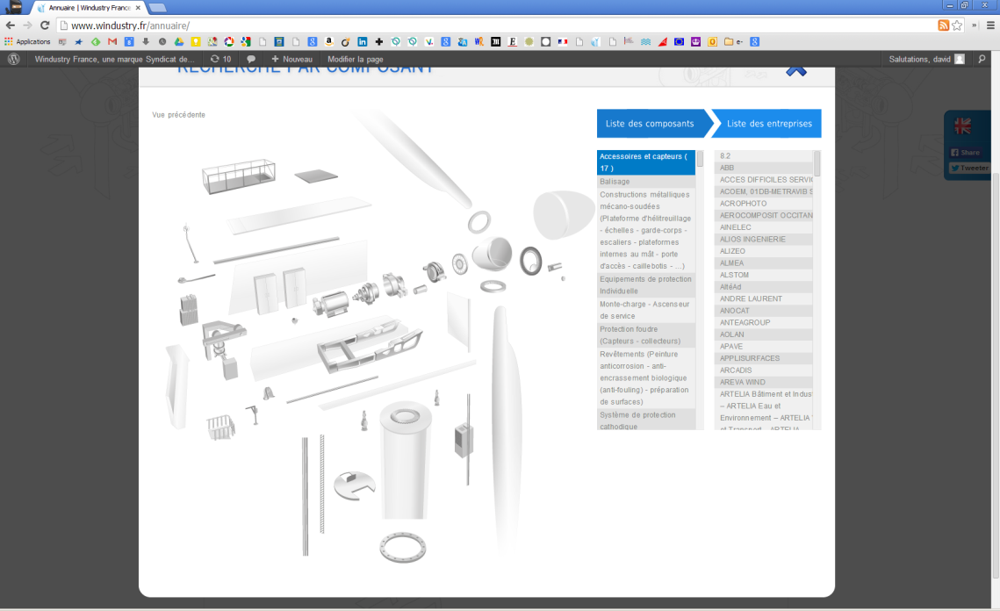 Annuaire | Windustry France
www.windustry.fr/annuaire/
Applications
e-
Windustry France, une marque Syndicat de...
10
Nouveau
Modifier la page
Salutations, david
RECHERCHE PAR COMPOSANT
Vue précédente
Share
Tweeter
Liste des composants
Accessoires et capteurs (
17 )
Balisage
Constructions métalliques
mécano-soudées
(Plateforme d'hélitreuillage
- échelles - garde-corps -
escaliers - plateformes
internes au mât - porte
d'accès - caillebotis - ...)
Equipements de protection
Individuelle
Monte-charge - Ascenseur
de service
Protection foudre
(Capteurs - collecteurs)
Revêtements (Peinture
anticorrosion - anti-
encrassement biologique
(anti-fouling) - préparation
de surfaces)
Système de protection
cathodique
Liste des entreprises
8.2
ABB
ACCES DIFFICILES SERVIC
ACOEM, 01DB-METRAVIB S
ACROPHOTO
AEROCOMPOSIT OCCITAN
AINELEC
ALIOS INGENIERIE
ALIZEO
ALMEA
ALSTOM
AltéAd
ANDRE LAURENT
ANOCAT
ANTEAGROUP
AOLAN
APAVE
APPLISURFACES
ARCADIS
AREVA WIND
ARTELIA Bâtiment et Indust
– ARTELIA Eau et
Environnement – ARTELIA
et Transport – ARTELIA